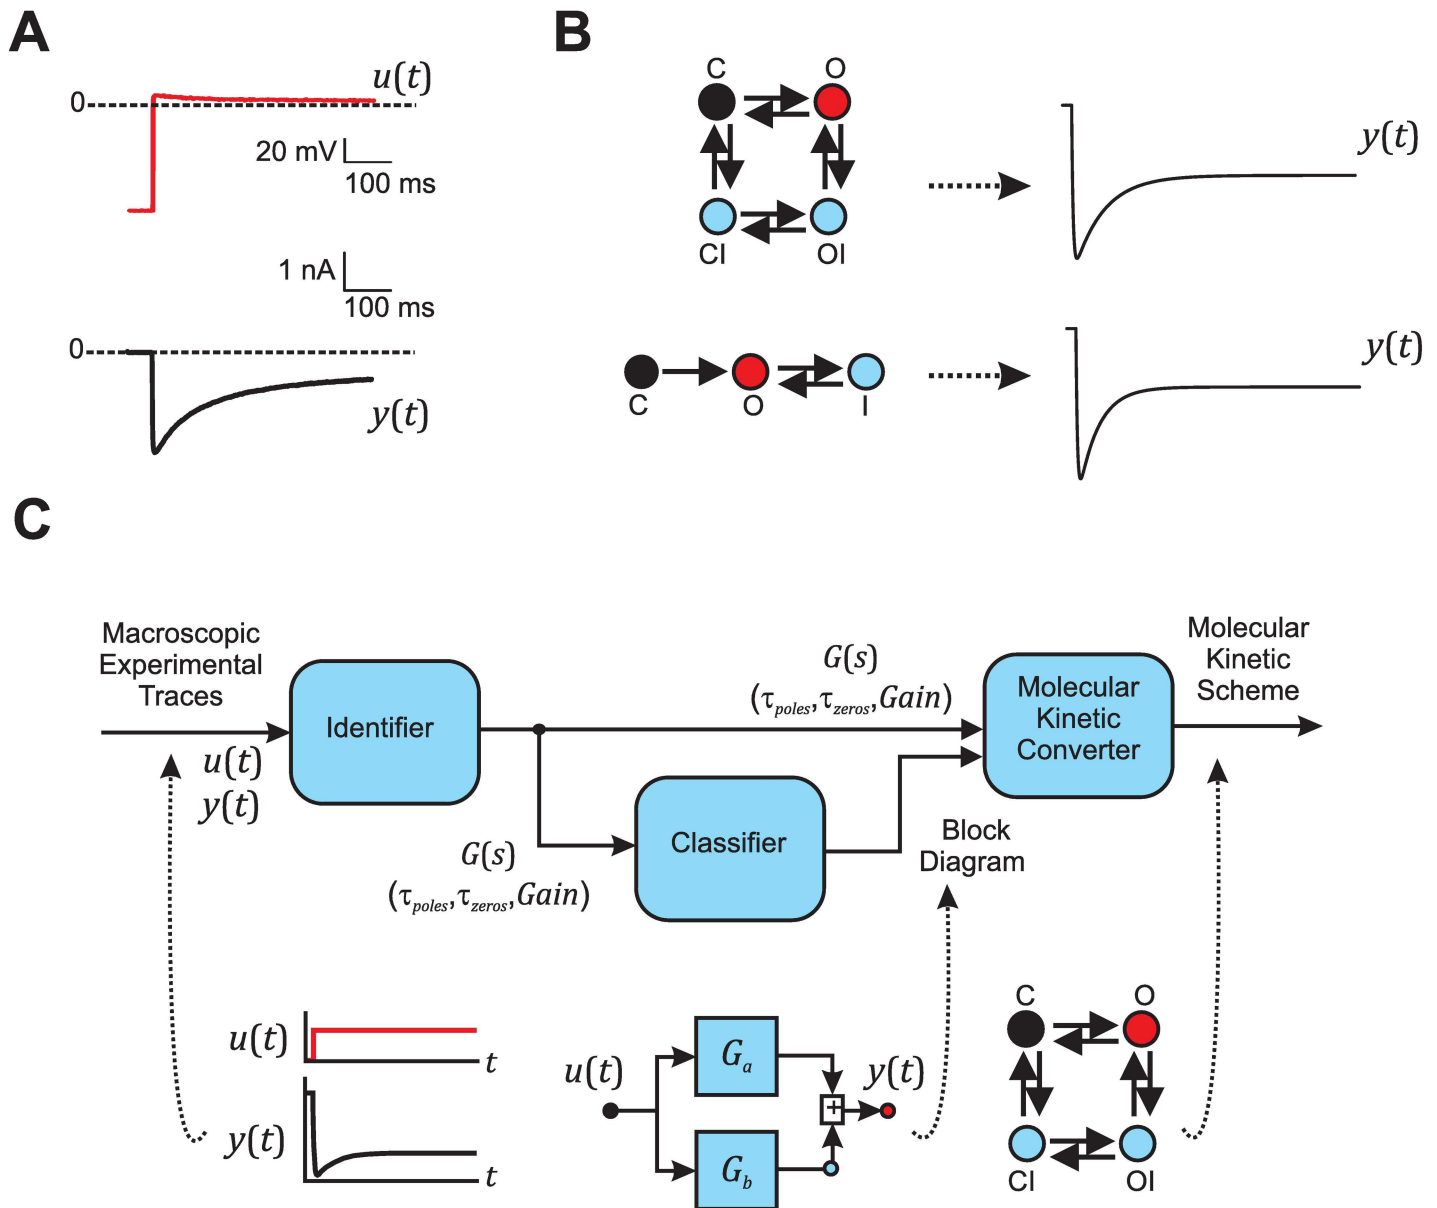 A
u(t)
0
20 mV
100 ms
1 nA
100 ms
0
y(t)
B
C
O
CI
OI
y(t)
C
O
I
y(t)
C
Macroscopic
Experimental
Traces
u(t)
y(t)
Identifier
G(s)
(τpoles,τzeros,Gain)
Classifier
G(s)
(τpoles,τzeros,Gain)
Molecular
Kinetic
Converter
Molecular
Kinetic
Scheme
Block
Diagram
u(t)
t
y(t)
t
u(t)
Ga
Gb
+
y(t)
C
O
CI
OI